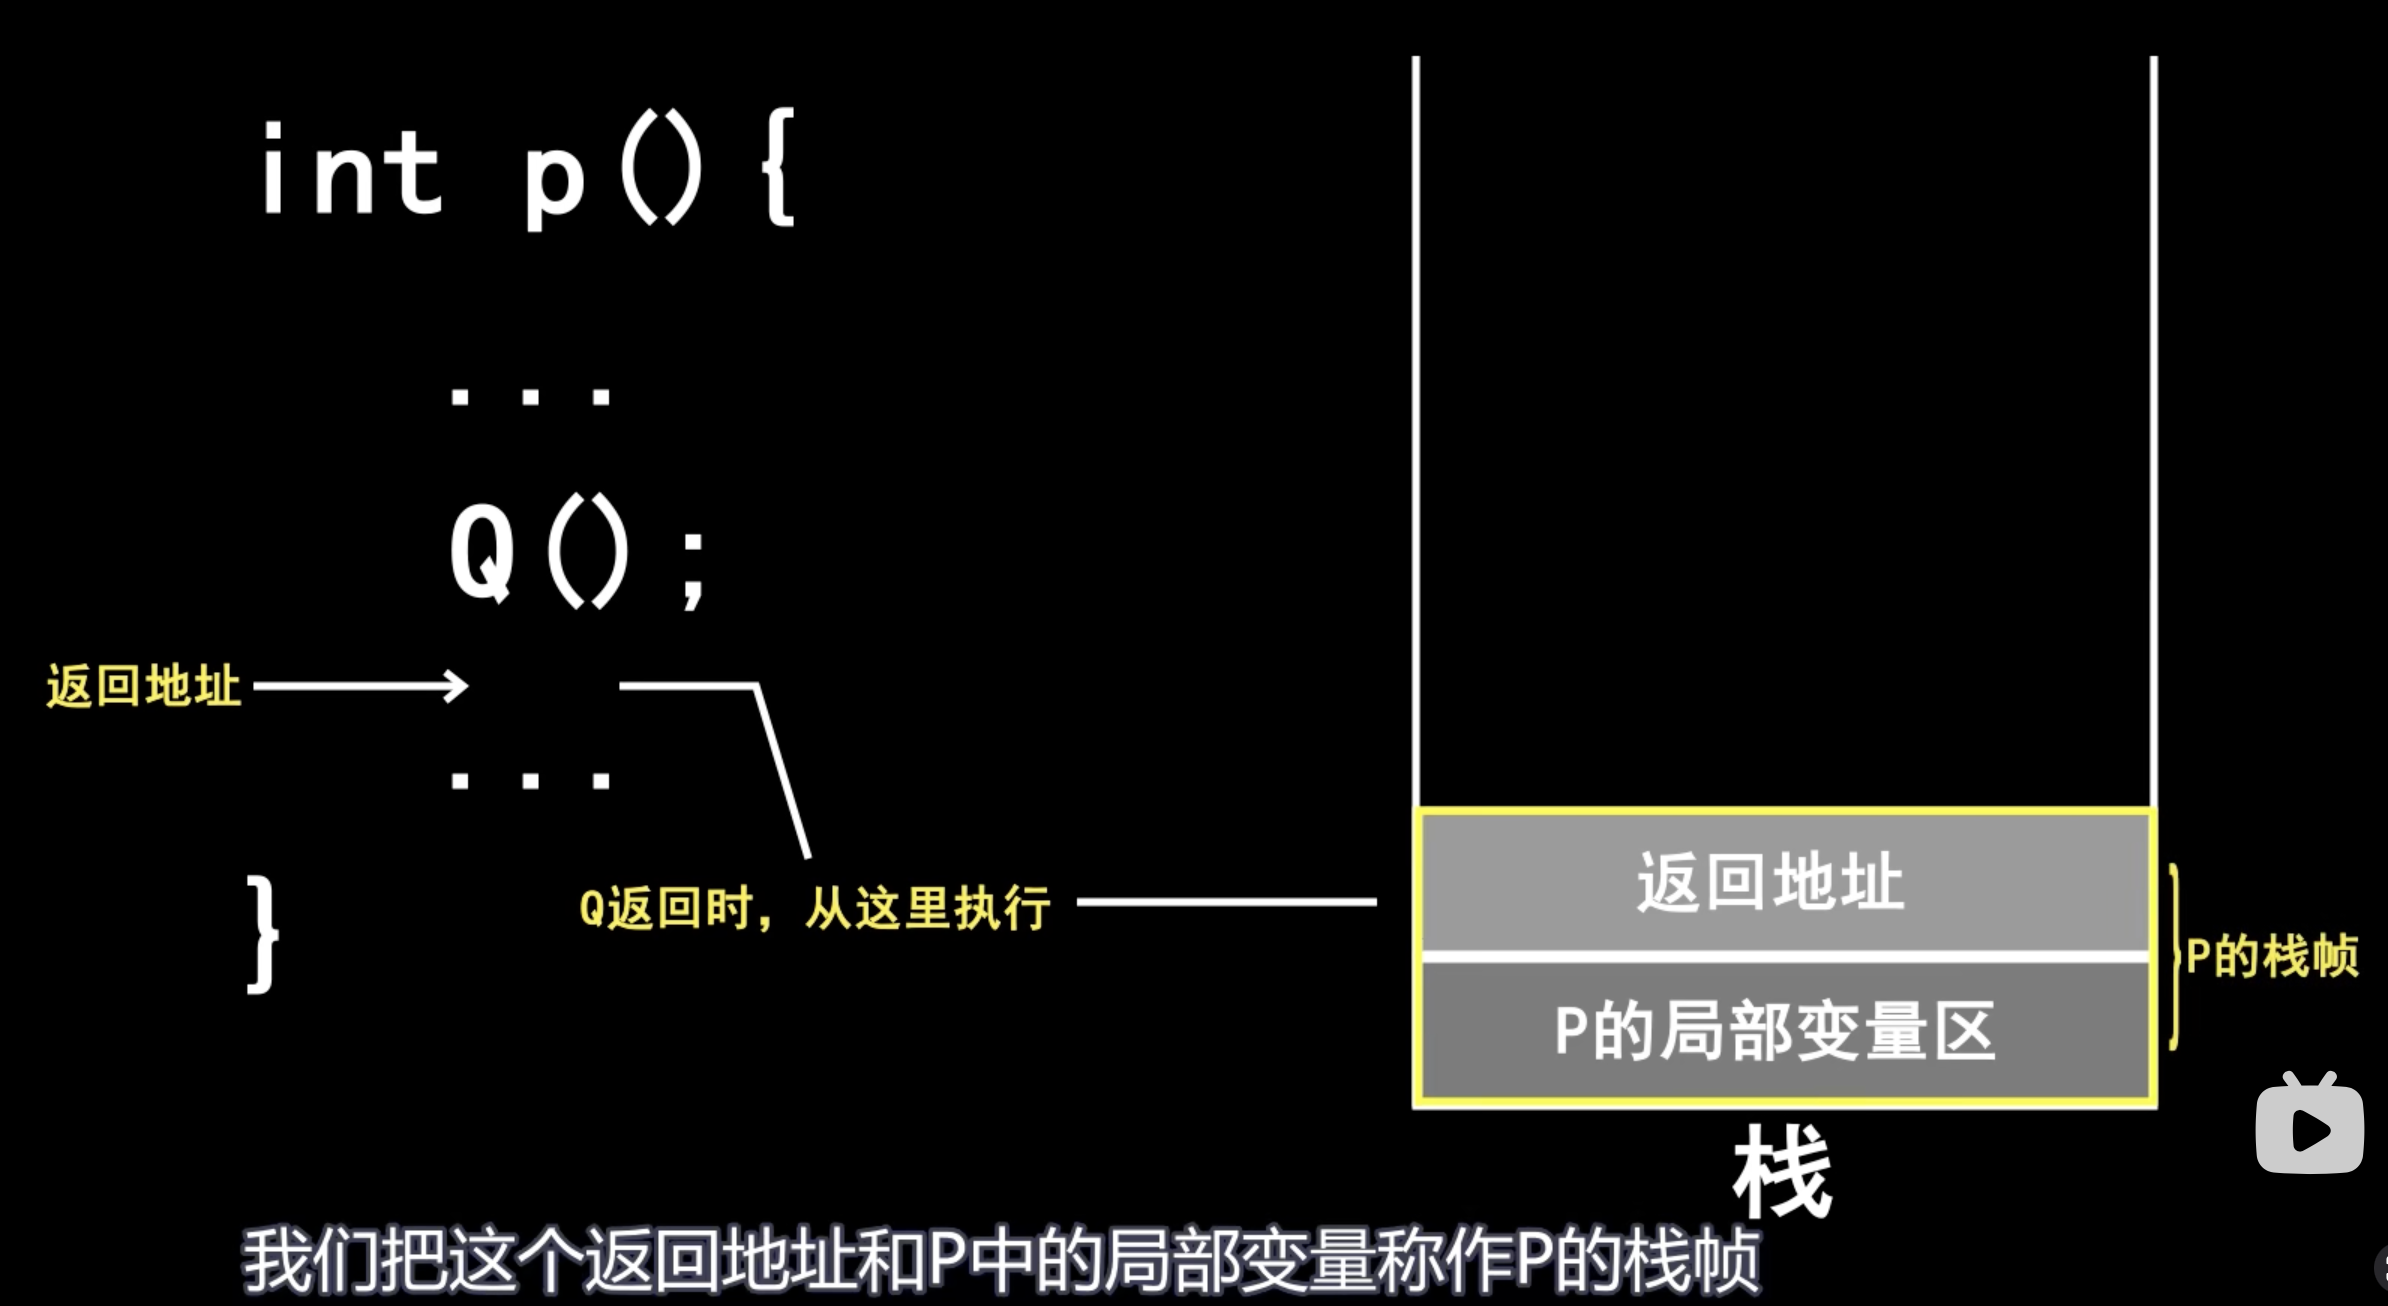 int p(){
...
Q();
返回地址
...
}
Q返回时，从这里执行
返回地址
P的局部变量区
P的栈帧
栈
我们把这个返回地址和P中的局部变量称作P的栈帧